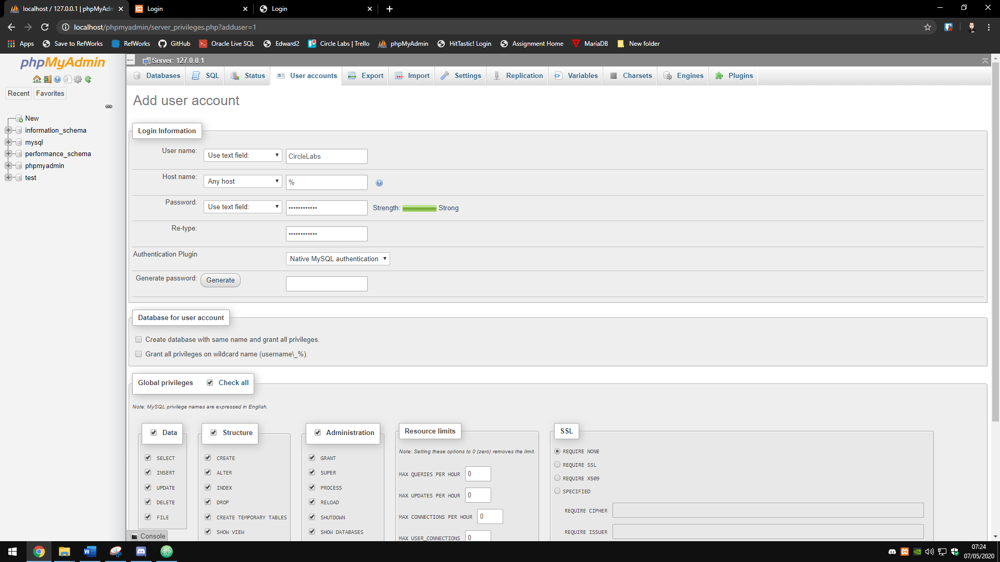 localhost / 127.0.0.1 | phpMyAdm
Login
Login
localhost/phpmyadmin/server_privileges.php?adduser=1
Apps
Save to RefWorks
RefWorks
GitHub
Oracle Live SQL
Edward2
Circle Labs | Trello
phpMyAdmin
HitTastic! Login
Assignment Home
MariaDB
New folder
phpMyAdmin
Recent
Favorites
New
information_schema
mysql
performance_schema
phpmyadmin
test
Server: 127.0.0.1
Databases
SQL
Status
User accounts
Export
Import
Settings
Replication
Variables
Charsets
Engines
Plugins
Add user account
Login Information
User name: Use text field: CircleLabs
Host name: Any host %
Password: Use text field: ············ Strength: Strong
Re-type: ············
Authentication Plugin Native MySQL authentication
Generate password: Generate
Database for user account
Create database with same name and grant all privileges.
Grant all privileges on wildcard name (username\_%).
Global privileges Check all
Note: MySQL privilege names are expressed in English.
Data
SELECT
INSERT
UPDATE
DELETE
FILE
Structure
CREATE
ALTER
INDEX
DROP
CREATE TEMPORARY TABLES
SHOW VIEW
Administration
GRANT
SUPER
PROCESS
RELOAD
SHUTDOWN
SHOW DATABASES
Resource limits
Note: Setting these options to 0 (zero) removes the limit.
MAX QUERIES PER HOUR 0
MAX UPDATES PER HOUR 0
MAX CONNECTIONS PER HOUR 0
MAX USER_CONNECTIONS 0
SSL
REQUIRE NONE
REQUIRE SSL
REQUIRE X509
SPECIFIED
REQUIRE CIPHER
REQUIRE ISSUER
Console
07:24
07/05/2020